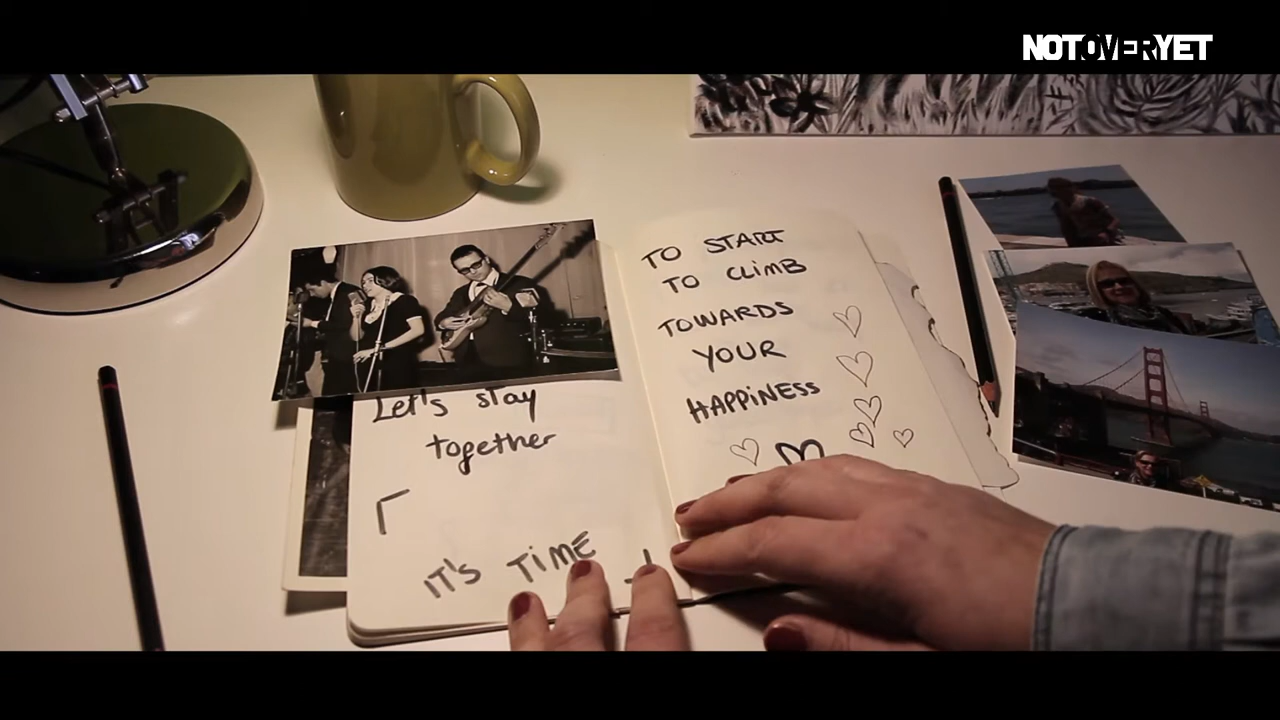 NOTOVERYET
Let's stay
together
IT'S TIME
TO START
TO CLIMB
TOWARDS
YOUR
HAPPINESS